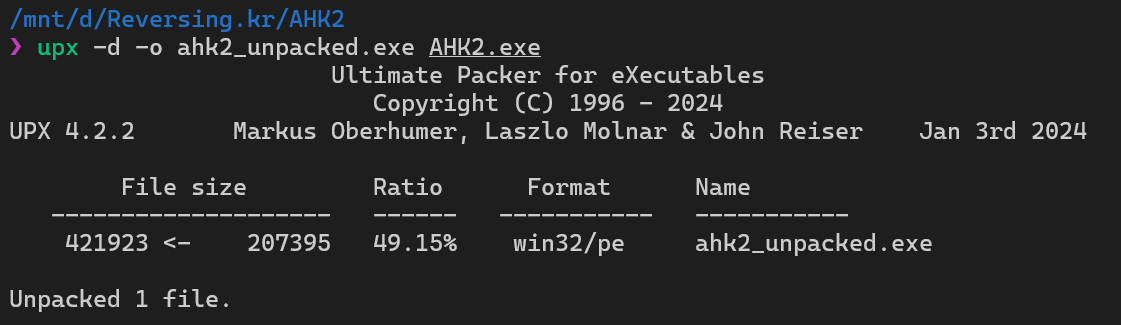 /mnt/d/Reversing.kr/AHK2
❯ upx -d -o ahk2_unpacked.exe AHK2.exe
Ultimate Packer for eXecutables
Copyright (C) 1996 - 2024
UPX 4.2.2 Markus Oberhumer, Laszlo Molnar & John Reiser Jan 3rd 2024
File size Ratio Format Name
-------------------- ------ ----------- -----------
421923 <- 207395 49.15% win32/pe ahk2_unpacked.exe
Unpacked 1 file.